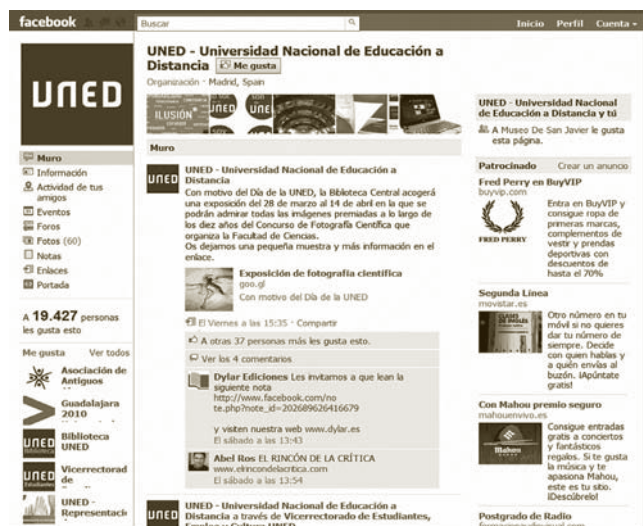 facebook
Buscar
Inicio Perfil Cuenta
UNED
UNED - Universidad Nacional de Educación a
Distancia Me gusta
Organización · Madrid, Spain
ILUSIÓN
Muro
Información
Actividad de tus
amigos
Eventos
Foros
Fotos (60)
Notas
Enlaces
Portada
A 19.427 personas
les gusta esto
Me gusta Ver todos
Asociación de
Antiguos
Guadalajara
2010
UNED
Biblioteca
UNED
UNED
Vicerrectorad
de
UNED -
Representació
Muro
UNED
UNED - Universidad Nacional de Educación a
Distancia
Con motivo del Día de la UNED, la Biblioteca Central acogerá
una exposición del 28 de marzo al 14 de abril en la que se
podrán admirar todas las imágenes premiadas a lo largo de
los diez años del Concurso de Fotografía Científica que
organiza la Facultad de Ciencias.
Os dejamos una pequeña muestra y más información en el
enlace.
Exposición de fotografia científica
goo.gl
Con motivo del Día de la UNED
El Viernes a las 15:35 · Compartir
A otras 37 personas más les gusta esto.
Ver los 4 comentarios
Dylar Ediciones Les invitamos a que lean la
siguiente nota
http://www.facebook.com/no
te.php?note_id=202689626416679
y visiten nuestra web www.dylar.es
El sábado a las 13:43
Abel Ros EL RINCÓN DE LA CRÍTICA
www.elrincondelacritica.com
El sábado a las 13:54
UNED
UNED - Universidad Nacional de Educación a
Distancia a través de Vicerrectorado de Estudiantes,
Empleo y Cultura UNED
UNED - Universidad Nacional
de Educación a Distancia y tú
A Museo De San Javier le gusta
esta página.
Patrocinado Crear un anuncio
Fred Perry en BuyVIP
buyvip.com
FRED PERRY
Entra en BuyVIP y
consigue ropa de
primeras marcas,
complementos de
vestir y prendas
deportivas con
descuentos de
hasta el 70%
Segunda Línea
movistar.es
CLASES
DE INGLÉS
Otro número en tu
móvil si no quieres
dar tu número de
siempre. Decide
con quien hablas y
a quién envías al
buzón. ¡Apúntate
gratis!
Con Mahou premio seguro
mahouenvivo.es
Mahou
Consigue entradas
gratis a conciertos
y fantásticos
regalos. Si te gusta
la música y te
apasiona Mahou,
este es tu sitio.
¡Descúbrelo!
Postgrado de Radio